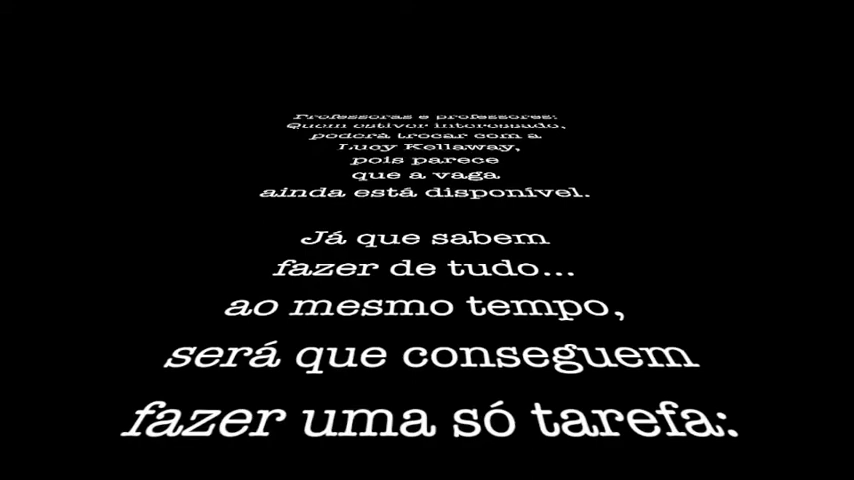 Professoras e professores:
Quem estiver interessado,
poderá trocar com a
Lucy Kellaway,
pois parece
que a vaga
ainda está disponível.
Já que sabem
fazer de tudo...
ao mesmo tempo,
será que conseguem
fazer uma só tarefa: